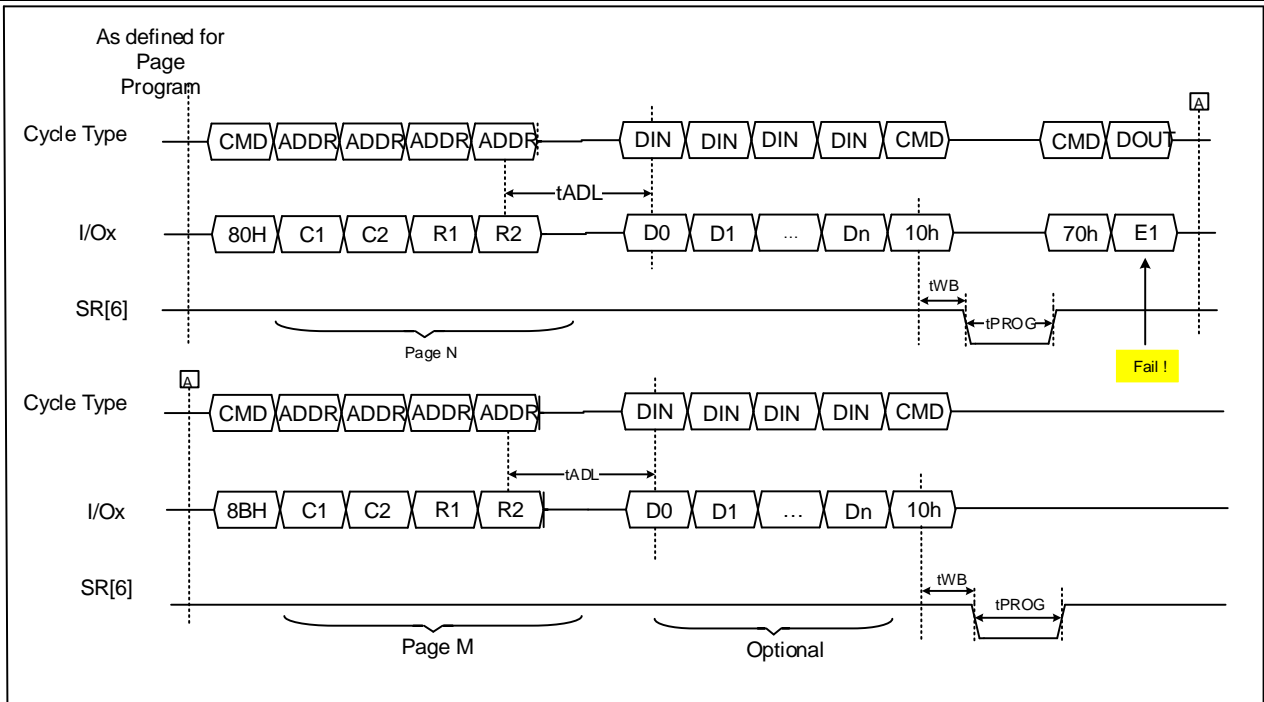 As defined for
Page
Program
A
Cycle Type CMD ADDR ADDR ADDR ADDR DIN DIN DIN DIN CMD CMD DOUT
tADL
I/Ox 80H C1 C2 R1 R2 D0 D1 ... Dn 10h 70h E1
tWB
SR[6] tPROG
Page N
Fail !
A
Cycle Type CMD ADDR ADDR ADDR ADDR DIN DIN DIN DIN CMD
tADL
I/Ox 8BH C1 C2 R1 R2 D0 D1 ... Dn 10h
tWB
SR[6] tPROG
Page M Optional